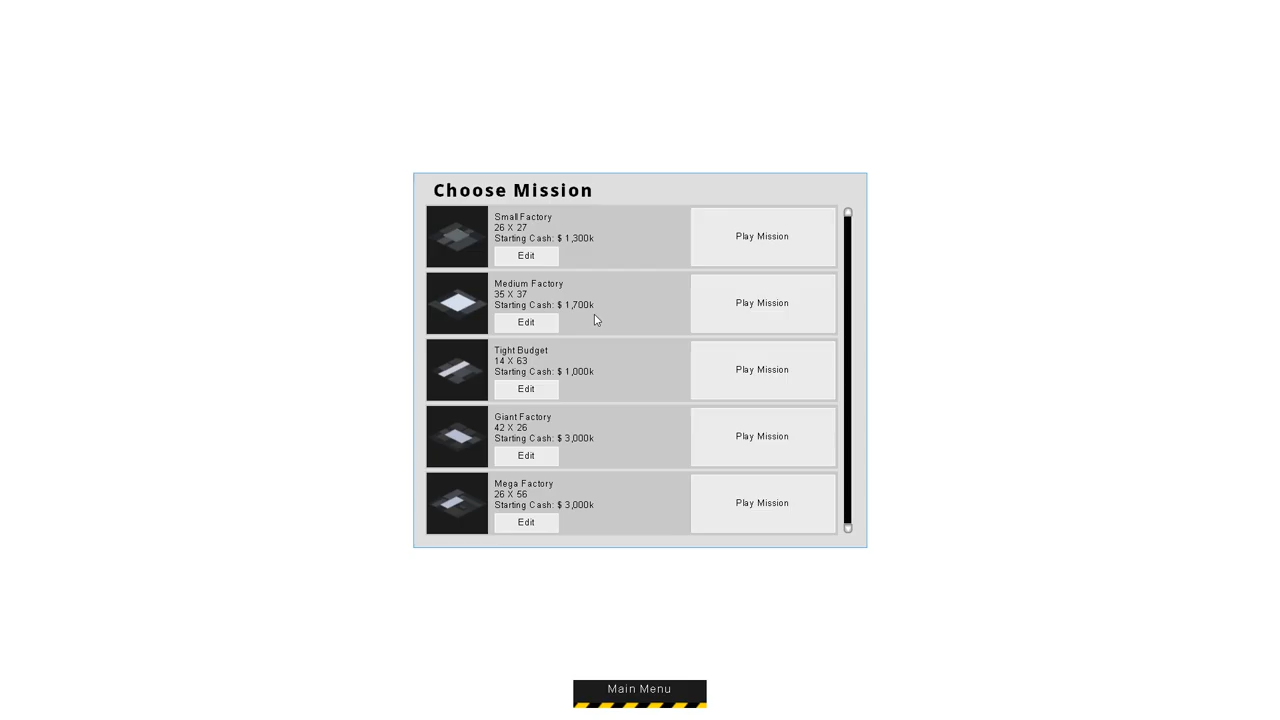 Choose Mission
Small Factory
26 X 27
Starting Cash: $ 1,300k
Edit
Play Mission
Medium Factory
35 X 37
Starting Cash: $ 1,700k
Edit
Play Mission
Tight Budget
14 X 63
Starting Cash: $ 1,000k
Edit
Play Mission
Giant Factory
42 X 26
Starting Cash: $ 3,000k
Edit
Play Mission
Mega Factory
26 X 56
Starting Cash: $ 3,000k
Edit
Play Mission
Main Menu